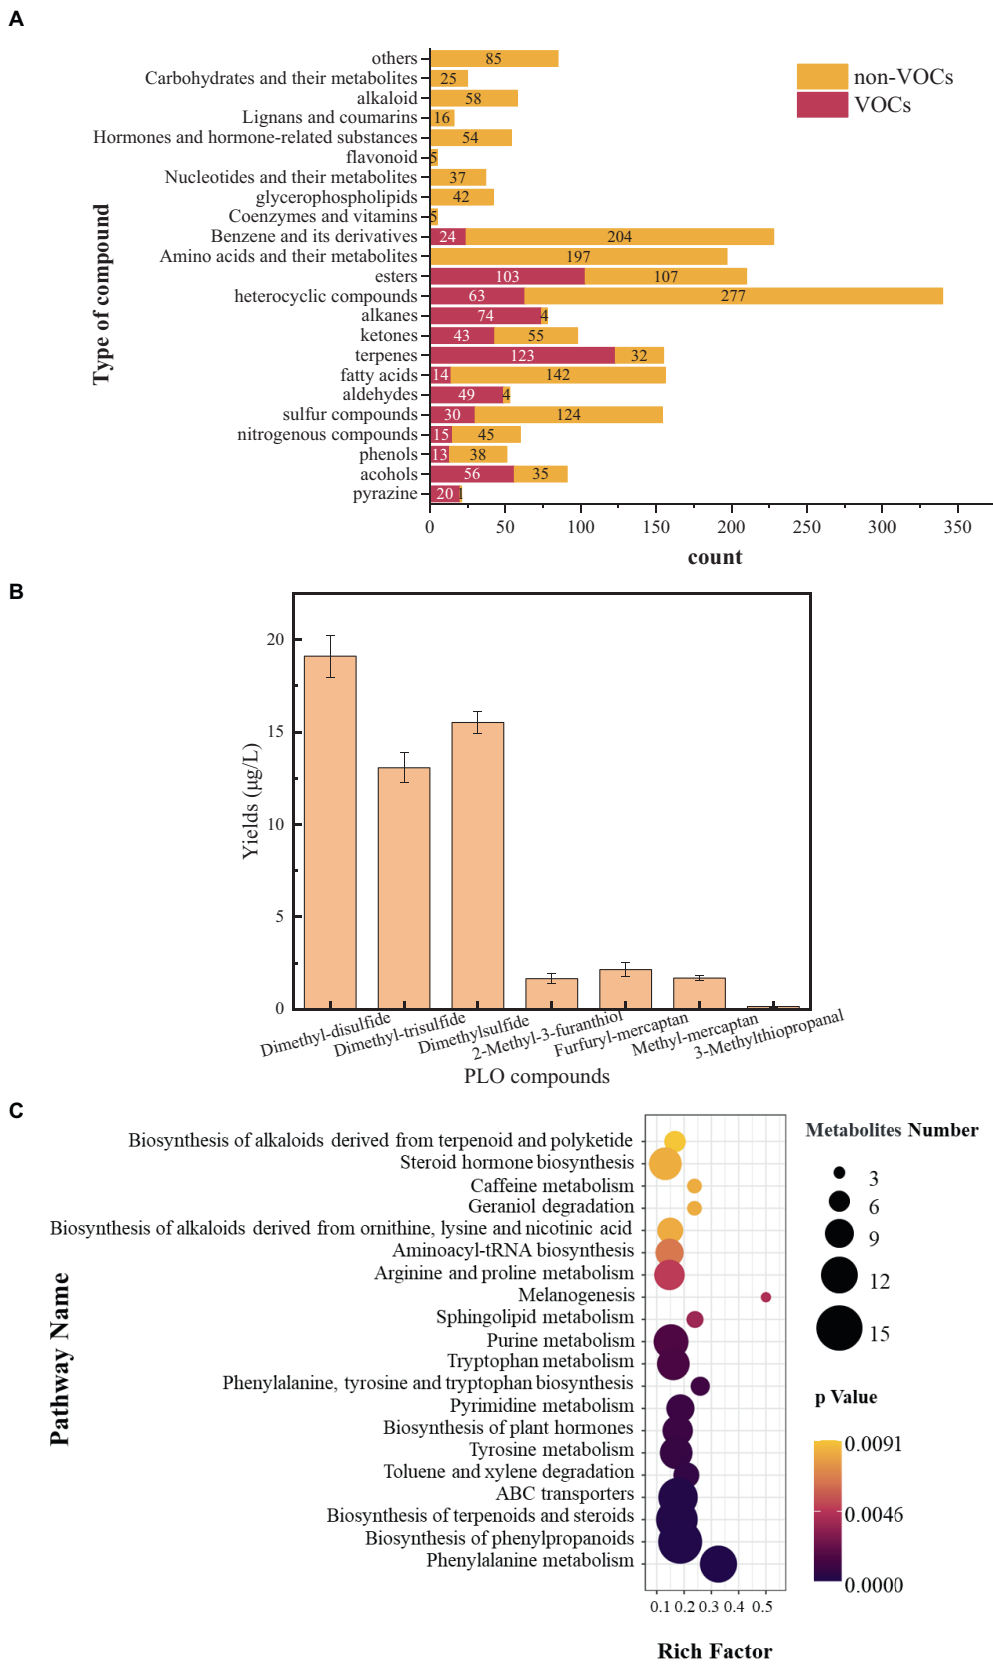 A
others 85
Carbohydrates and their metabolites 25
alkaloid 58
Lignans and coumarins 16
Hormones and hormone-related substances 54
flavonoid 5
Nucleotides and their metabolites 37
glycerophospholipids 42
Coenzymes and vitamins 5
Benzene and its derivatives 24 204
Amino acids and their metabolites 197
esters 103 107
heterocyclic compounds 63 277
alkanes 74 4
ketones 43 55
terpenes 123 32
fatty acids 14 142
aldehydes 49 4
sulfur compounds 30 124
nitrogenous compounds 15 45
phenols 13 38
acohols 56 35
pyrazine 20 1
0 50 100 150 200 250 300 350
count
Type of compound
non-VOCs
VOCs
B
20
15
10
5
0
Yields (μg/L)
Dimethyl-disulfide
Dimethyl-trisulfide
Dimethylsulfide
2-Methyl-3-furanthiol
Furfuryl-mercaptan
Methyl-mercaptan
3-Methylthiopropanal
PLO compounds
C
Biosynthesis of alkaloids derived from terpenoid and polyketide
Steroid hormone biosynthesis
Caffeine metabolism
Geraniol degradation
Biosynthesis of alkaloids derived from ornithine, lysine and nicotinic acid
Aminoacyl-tRNA biosynthesis
Arginine and proline metabolism
Melanogenesis
Sphingolipid metabolism
Purine metabolism
Tryptophan metabolism
Phenylalanine, tyrosine and tryptophan biosynthesis
Pyrimidine metabolism
Biosynthesis of plant hormones
Tyrosine metabolism
Toluene and xylene degradation
ABC transporters
Biosynthesis of terpenoids and steroids
Biosynthesis of phenylpropanoids
Phenylalanine metabolism
Pathway Name
0.1 0.2 0.3 0.4 0.5
Rich Factor
Metabolites Number
3
6
9
12
15
p Value
0.0091
0.0046
0.0000